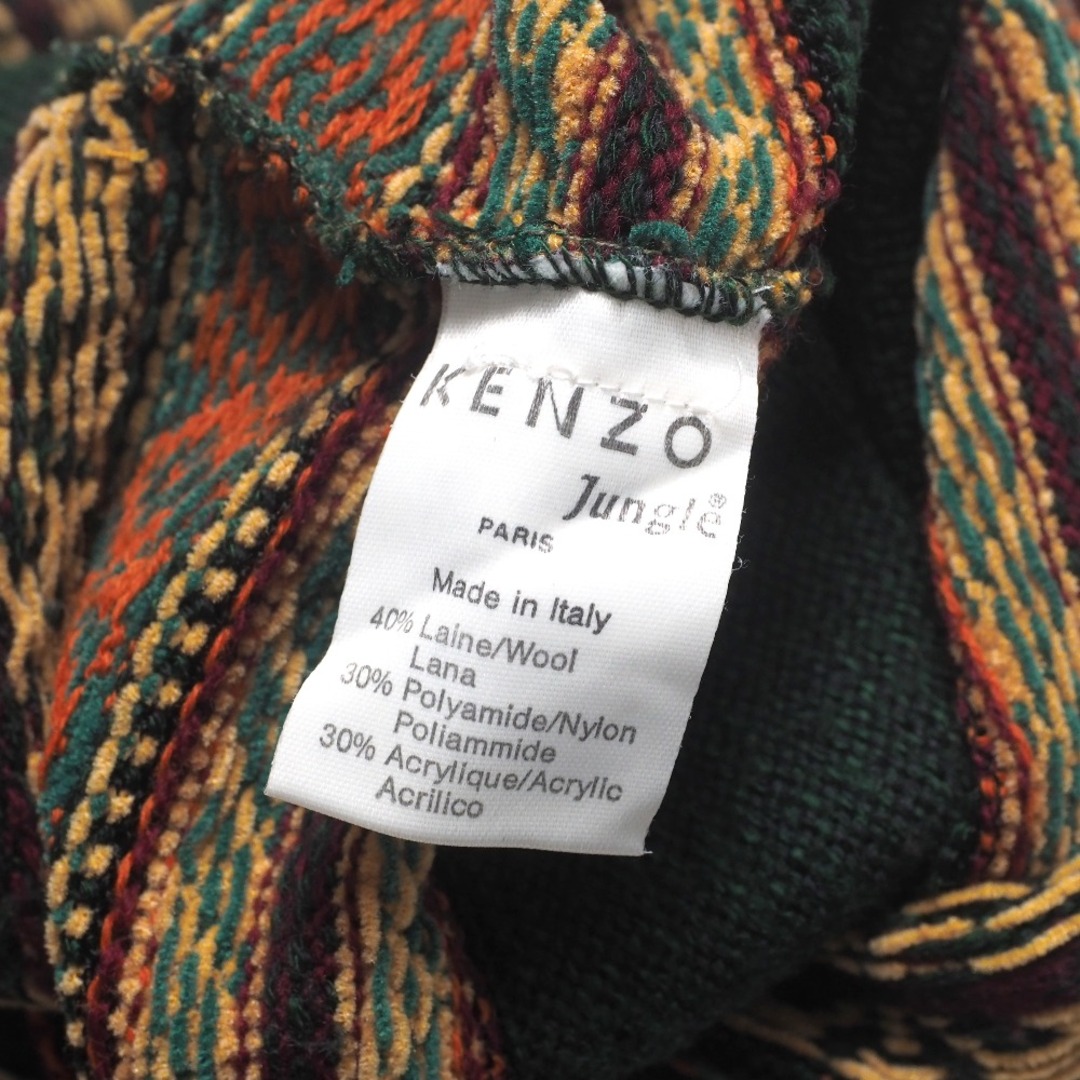 KENZO
Jungle®
PARIS
Made in Italy
40% Laine/Wool
Lana
30% Polyamide/Nylon
Poliammide
30% Acrylique/Acrylic
Acrilico